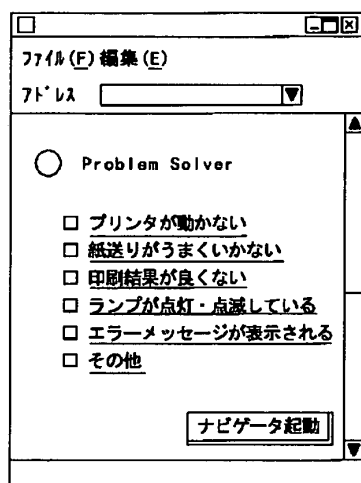 ファイル(F) 編集(E)
アドレス
Problem Solver
プリンタが動かない
紙送りがうまくいかない
印刷結果が良くない
ランプが点灯・点滅している
エラーメッセージが表示される
その他
ナビゲータ起動